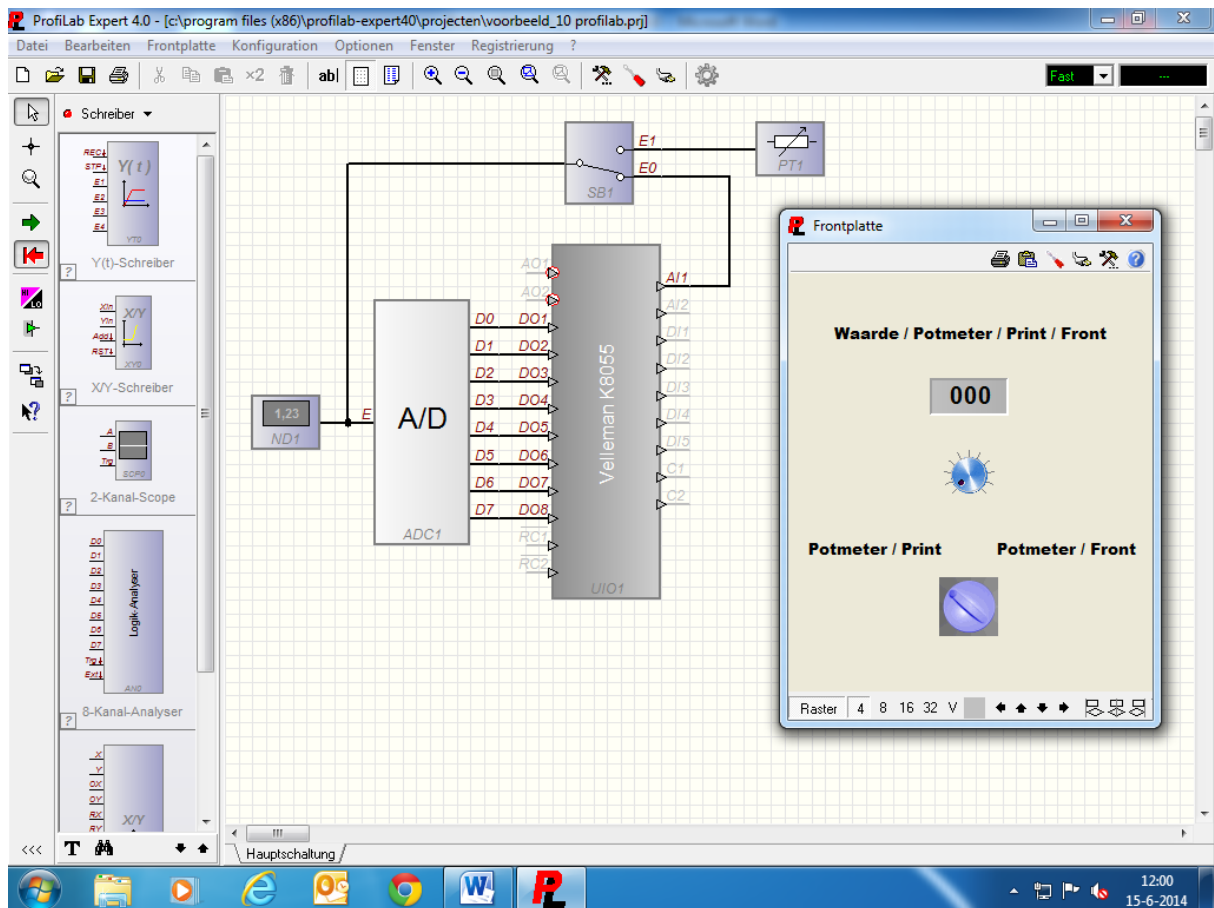 ProfiLab Expert 4.0 - [c:\program files (x86)\profilab-expert40\projecten\voorbeeld_10 profilab.prj]
Datei Bearbeiten Frontplatte Konfiguration Optionen Fenster Registrierung ?
×2 abl Fast ---
Schreiber
REC↓
STP↓
E1
E2
E3
E4
Y(t)
YT0
? Y(t)-Schreiber
XIn
YIn
Add↓
RST↓
X/Y
XY0
? X/Y-Schreiber
A
B
Trg
SCP0
? 2-Kanal-Scope
D0
D1
D2
D3
D4
D5
D6
D7
Trg↓
Ext↓
Logik-Analyser
AN0
? 8-Kanal-Analyser
X
Y
OX
OY
RX
RY
X/Y
HI
LO
<<< T
E1
E0
SB1
PT1
1,23
ND1
E
A/D
ADC1
D0 DO1
D1 DO2
D2 DO3
D3 DO4
D4 DO5
D5 DO6
D6 DO7
D7 DO8
AO1
AO2
RC1
RC2
Velleman K8055
UIO1
AI1
AI2
DI1
DI2
DI3
DI4
DI5
C1
C2
Frontplatte
Waarde / Potmeter / Print / Front
000
Potmeter / Print Potmeter / Front
Raster 4 8 16 32 V
Hauptschaltung
12:00
15-6-2014